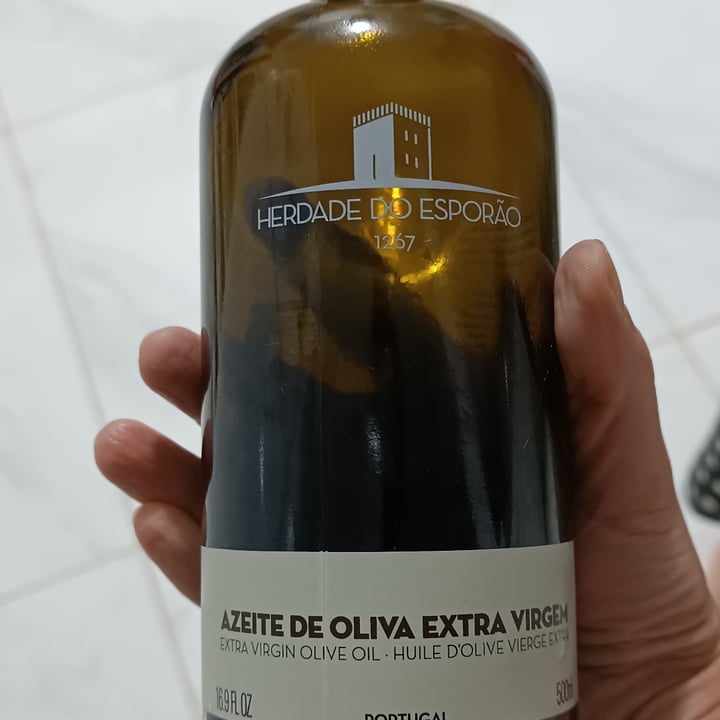 HERDADE DO ESPORÃO
1267
AZEITE DE OLIVA EXTRA VIRGEM
EXTRA VIRGIN OLIVE OIL · HUILE D'OLIVE VIERGE EXTRA
16.9 FL OZ
500ml
PORTUGAL